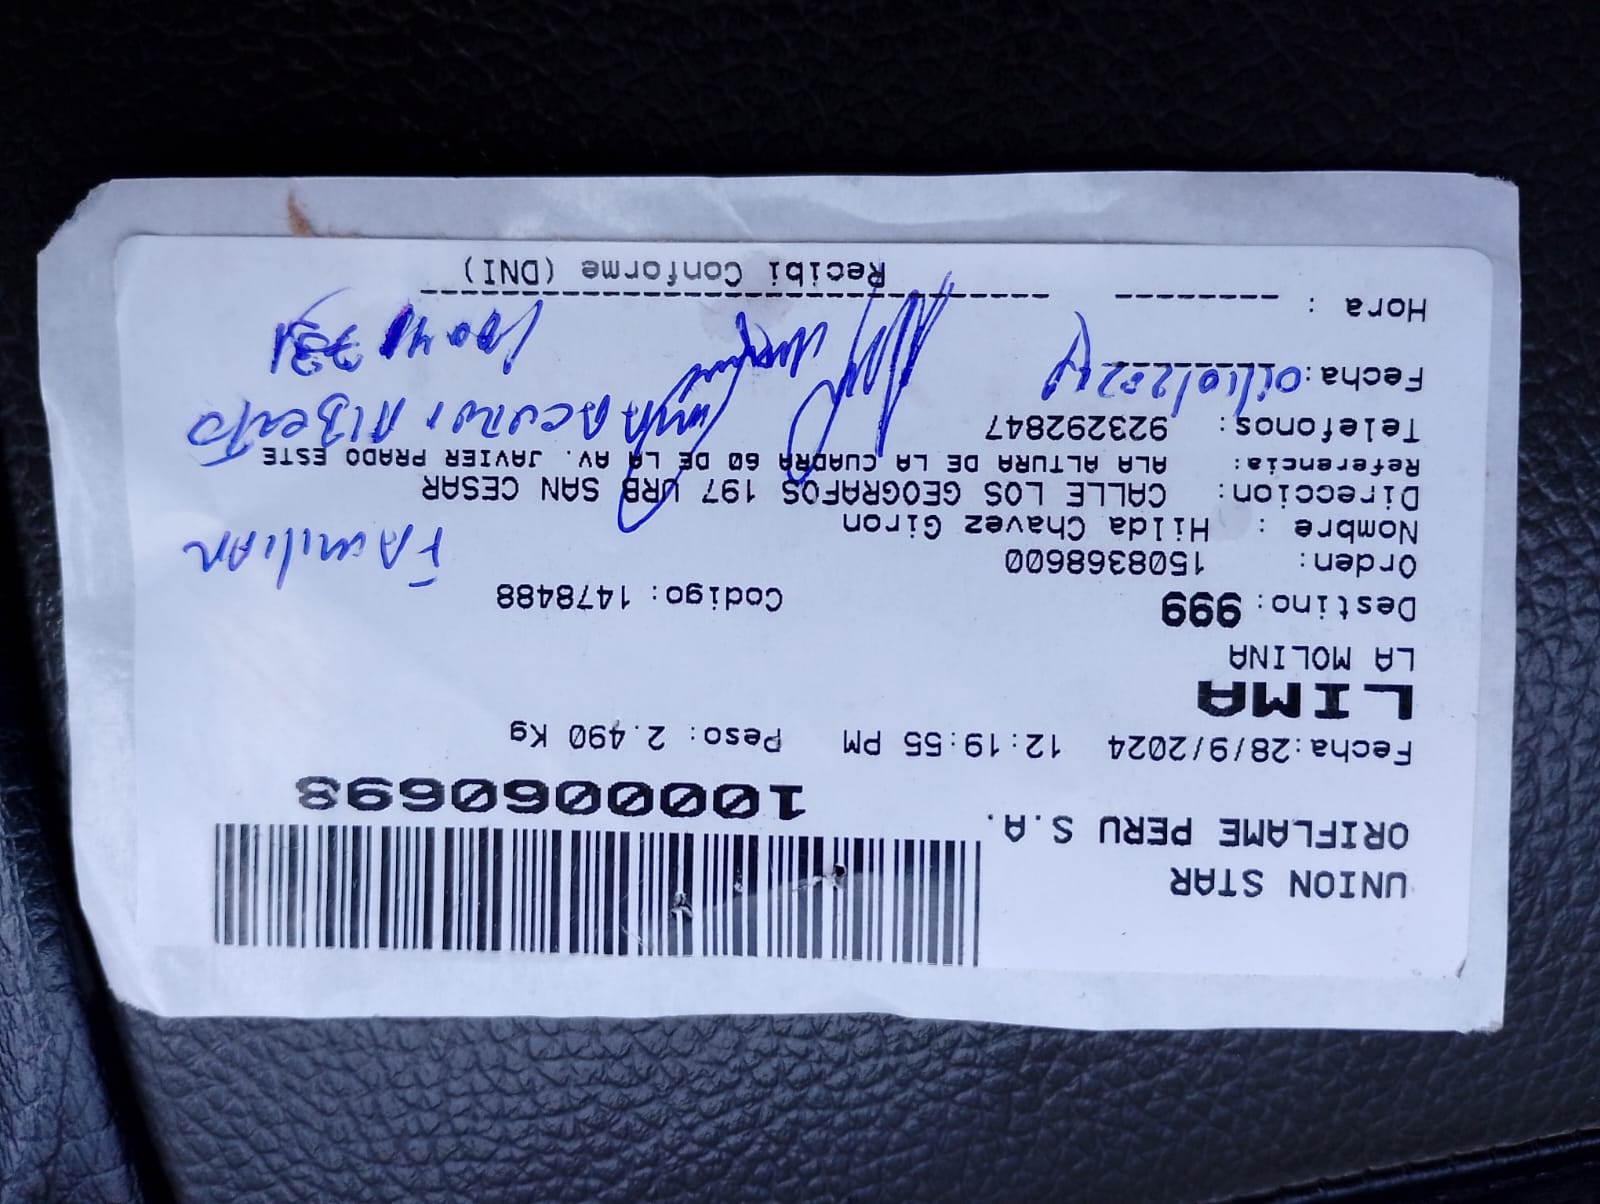 UNION STAR
ORIFLAME PERU S.A.
1000060693
Fecha:28/9/2024 12:19:55 PM Peso: 2.490 Kg
LIMA
LA MOLINA
Destino: 999 Codigo: 1478488
Orden: 1508368600
Familiar
Nombre : Hilda Chavez Giron
Direccion: CALLE LOS GEOGRAFOS 197 URB SAN CESAR
Referencia: ALA ALTURA DE LA CUADRA 60 DE LA AV. JAVIER PRADO ESTE
Telefonos: 923292847
Alberto
Fecha: 01/10/2024
Hora :
Recibi Conforme (DNI)